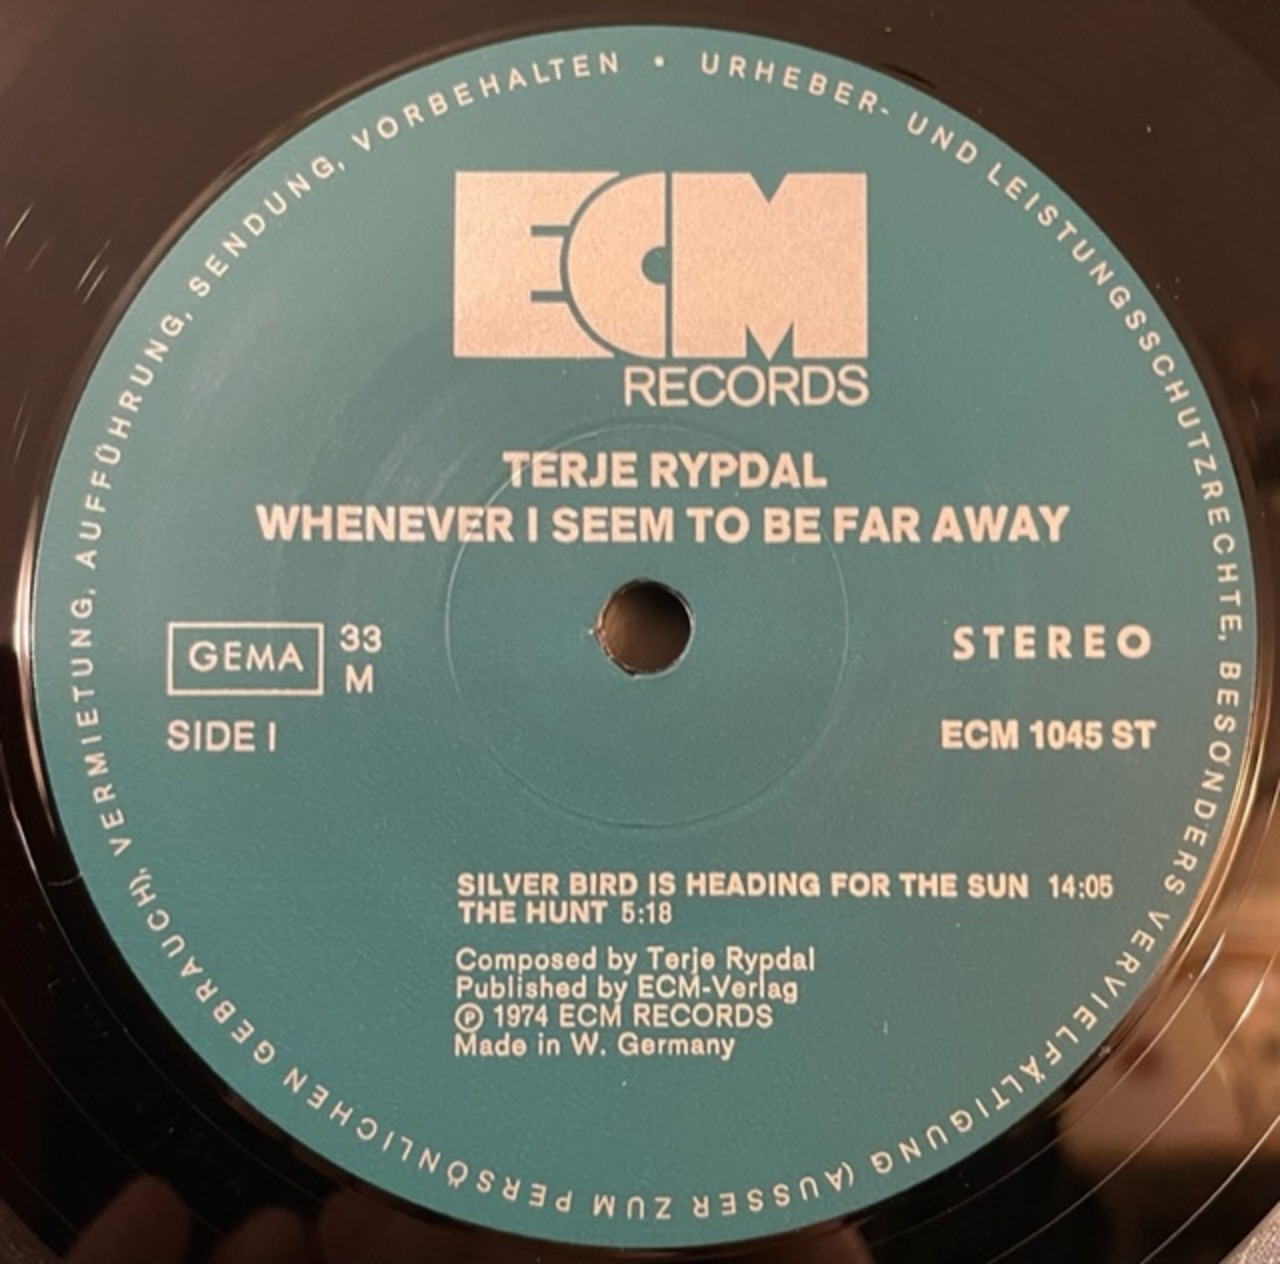 URHEBER- UND LEISTUNGSSCHUTZRECHTE, BESONDERS VERVIELFÄLTIGUNG (AUSSER ZUM PERSÖNLICHEN GEBRAUCH), VERMIETUNG, AUFFÜHRUNG, SENDUNG, VORBEHALTEN •
ECM
RECORDS
TERJE RYPDAL
WHENEVER I SEEM TO BE FAR AWAY
GEMA 33 STEREO
M
SIDE I ECM 1045 ST
SILVER BIRD IS HEADING FOR THE SUN 14:05
THE HUNT 5:18
Composed by Terje Rypdal
Published by ECM-Verlag
℗ 1974 ECM RECORDS
Made in W. Germany